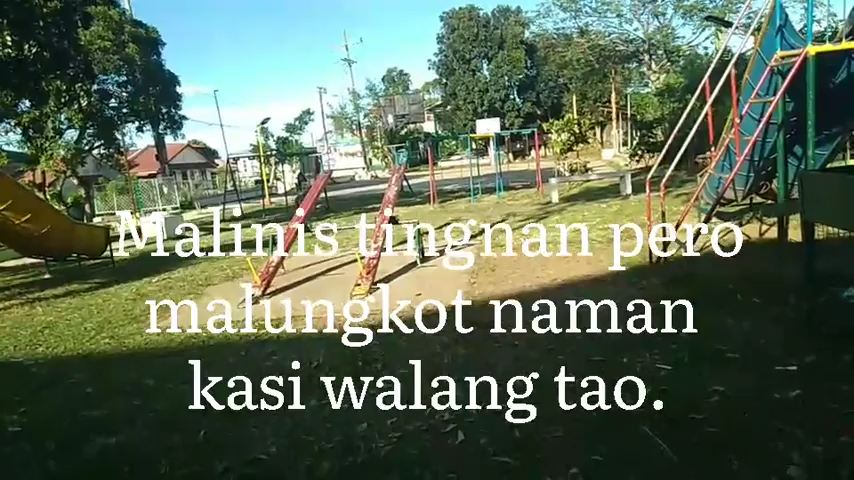 Malinis tingnan pero
malungkot naman
kasi walang tao.